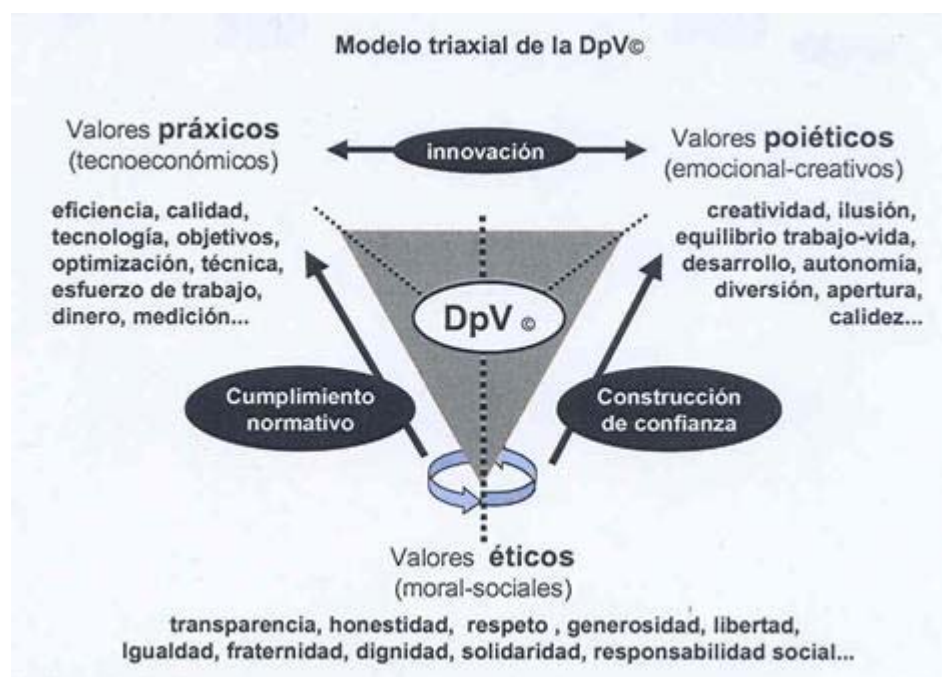 Modelo triaxial de la DpV©
Valores práxicos
(tecnoeconómicos)
innovación
Valores poiéticos
(emocional-creativos)
eficiencia, calidad,
tecnología, objetivos,
optimización, técnica,
esfuerzo de trabajo,
dinero, medición...
creatividad, ilusión,
equilibrio trabajo-vida,
desarrollo, autonomía,
diversión, apertura,
calidez...
DpV ©
Cumplimiento
normativo
Construcción
de confianza
Valores éticos
(moral-sociales)
transparencia, honestidad, respeto , generosidad, libertad,
Igualdad, fraternidad, dignidad, solidaridad, responsabilidad social...